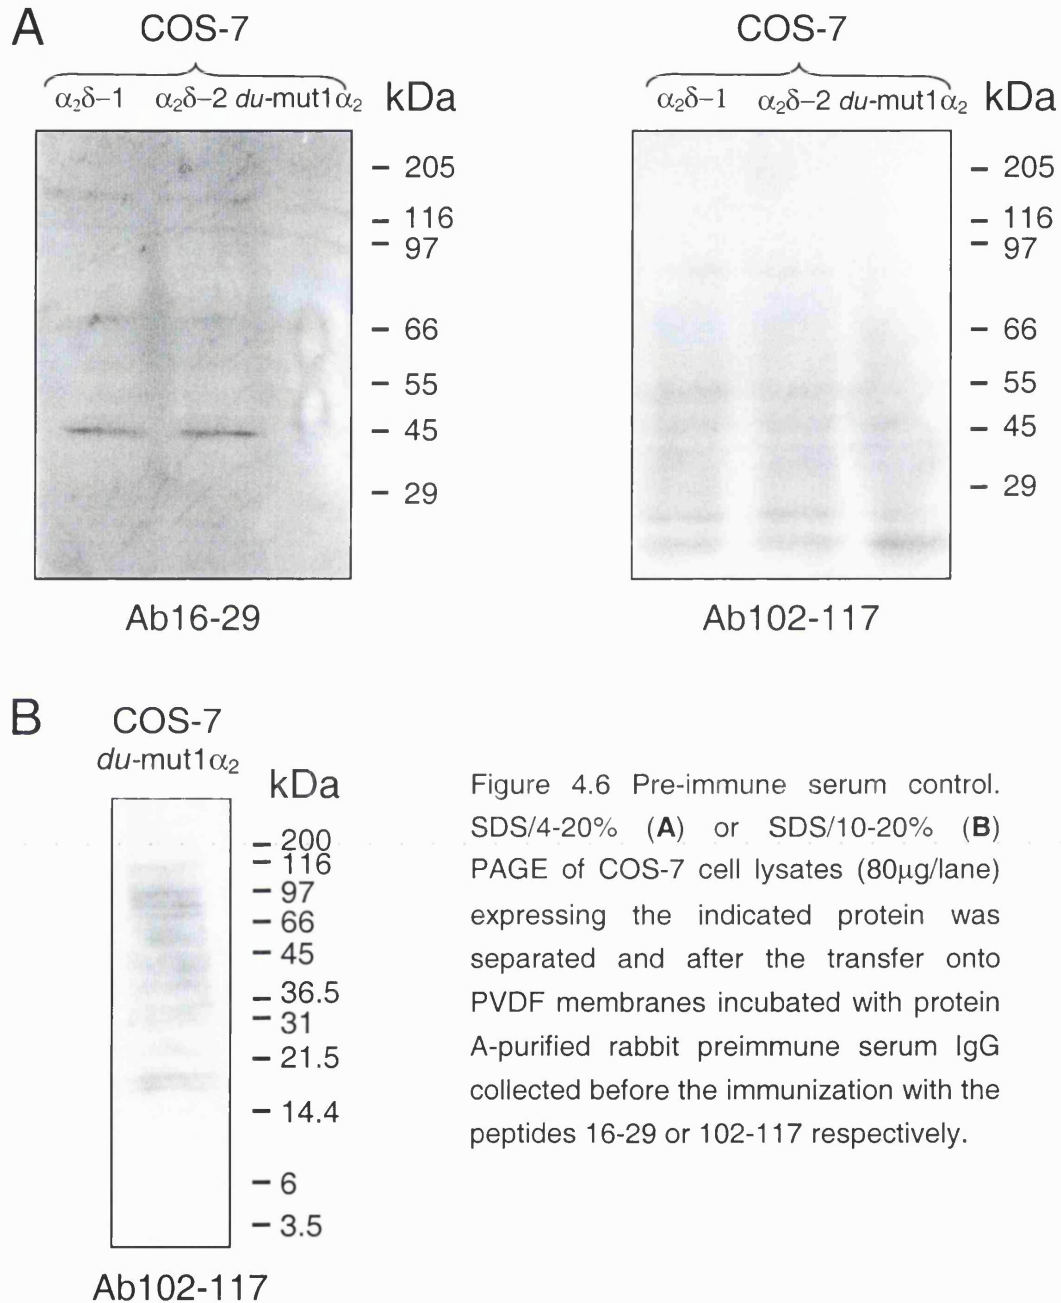 A
COS-7
α₂δ–1 α₂δ–2 du-mut1α₂ kDa
205
116
97
66
55
45
29
Ab16-29
COS-7
α₂δ–1 α₂δ–2 du-mut1α₂ kDa
205
116
97
66
55
45
29
Ab102-117
B
COS-7
du-mut1α₂
kDa
200
116
97
66
45
36.5
31
21.5
14.4
6
3.5
Ab102-117
Figure 4.6 Pre-immune serum control.
SDS/4-20% (A) or SDS/10-20% (B)
PAGE of COS-7 cell lysates (80μg/lane)
expressing the indicated protein was
separated and after the transfer onto
PVDF membranes incubated with protein
A-purified rabbit preimmune serum IgG
collected before the immunization with the
peptides 16-29 or 102-117 respectively.